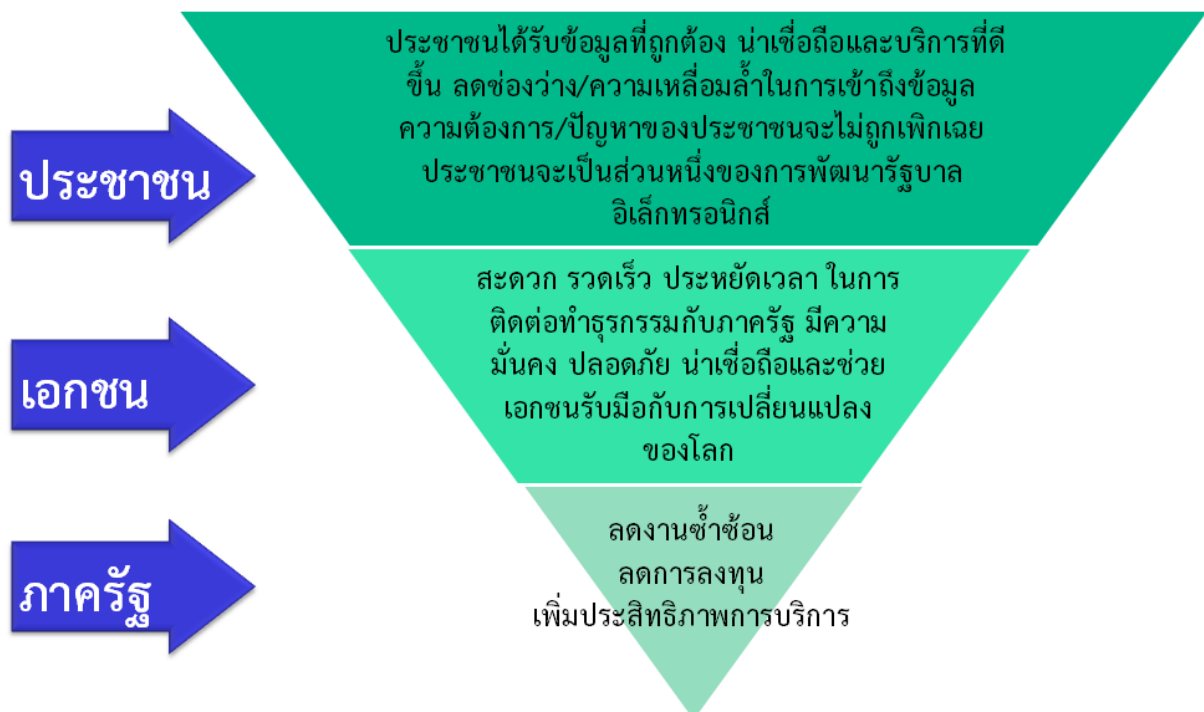 ประชาชนได้รับข้อมูลที่ถูกต้อง น่าเชื่อถือและบริการที่ดี
ขึ้น ลดช่องว่าง/ความเหลื่อมล้ำในการเข้าถึงข้อมูล
ความต้องการ/ปัญหาของประชาชนจะไม่ถูกเพิกเฉย
ประชาชนจะเป็นส่วนหนึ่งของการพัฒนารัฐบาล
อิเล็กทรอนิกส์
ประชาชน
สะดวก รวดเร็ว ประหยัดเวลา ในการ
ติดต่อทำธุรกรรมกับภาครัฐ มีความ
มั่นคง ปลอดภัย น่าเชื่อถือและช่วย
เอกชนรับมือกับการเปลี่ยนแปลง
ของโลก
เอกชน
ลดงานซ้ำซ้อน
ลดการลงทุน
เพิ่มประสิทธิภาพการบริการ
ภาครัฐ